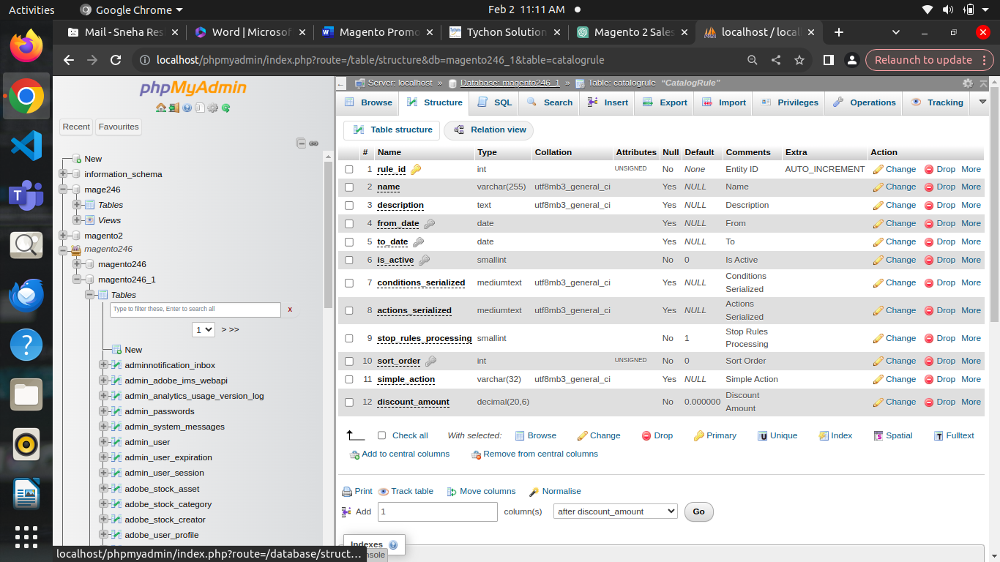 Activities Google Chrome Feb 2 11:11 AM
Mail - Sneha Res Word | Microsof Magento Promo Tychon Solution Magento 2 Sales localhost / local
localhost/phpmyadmin/index.php?route=/table/structure&db=magento246_1&table=catalogrule Relaunch to update
phpMyAdmin
Recent Favourites
New
information_schema
mage246
Tables
Views
magento2
magento246
magento246
magento246_1
Tables
Type to filter these, Enter to search all x
1 > >>
New
adminnotification_inbox
admin_adobe_ims_webapi
admin_analytics_usage_version_log
admin_passwords
admin_system_messages
admin_user
admin_user_expiration
admin_user_session
adobe_stock_asset
adobe_stock_category
adobe_stock_creator
adobe_user_profile
localhost/phpmyadmin/index.php?route=/database/struct…
Server: localhost » Database: magento246_1 » Table: catalogrule “CatalogRule”
Browse Structure SQL Search Insert Export Import Privileges Operations Tracking
Table structure Relation view
# Name Type Collation Attributes Null Default Comments Extra Action
1 rule_id int UNSIGNED No None Entity ID AUTO_INCREMENT Change Drop More
2 name varchar(255) utf8mb3_general_ci Yes NULL Name Change Drop More
3 description text utf8mb3_general_ci Yes NULL Description Change Drop More
4 from_date date Yes NULL From Change Drop More
5 to_date date Yes NULL To Change Drop More
6 is_active smallint No 0 Is Active Change Drop More
7 conditions_serialized mediumtext utf8mb3_general_ci Yes NULL Conditions Serialized Change Drop More
8 actions_serialized mediumtext utf8mb3_general_ci Yes NULL Actions Serialized Change Drop More
9 stop_rules_processing smallint No 1 Stop Rules Processing Change Drop More
10 sort_order int UNSIGNED No 0 Sort Order Change Drop More
11 simple_action varchar(32) utf8mb3_general_ci Yes NULL Simple Action Change Drop More
12 discount_amount decimal(20,6) No 0.000000 Discount Amount Change Drop More
Check all With selected: Browse Change Drop Primary Unique Index Spatial Fulltext
Add to central columns Remove from central columns
Print Track table Move columns Normalise
Add 1 column(s) after discount_amount Go
Indexes